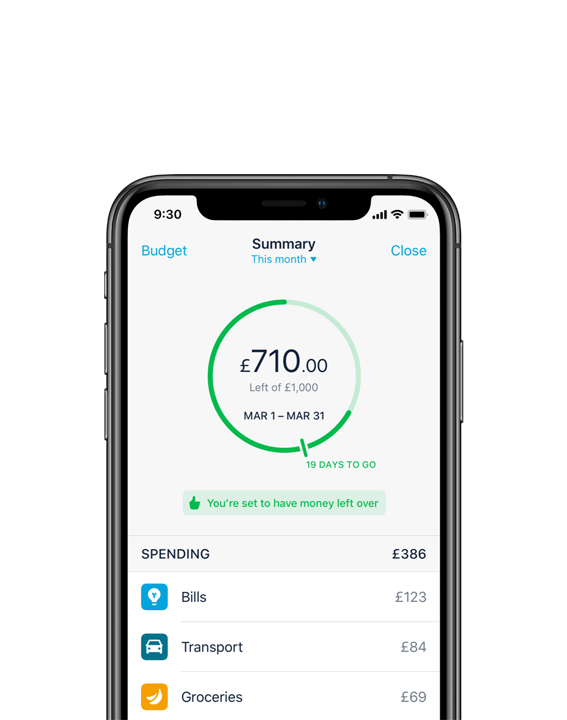 9:30
Budget
Summary
Close
This month
£710.00
Left of £1,000
MAR 1 – MAR 31
19 DAYS TO GO
You're set to have money left over
SPENDING £386
Bills £123
Transport £84
Groceries £69